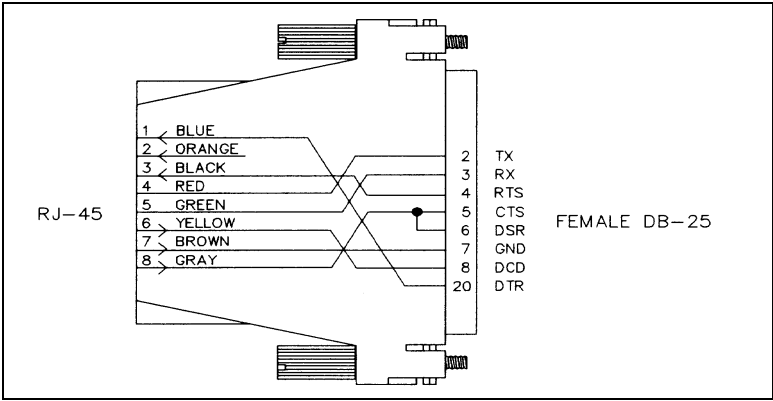 1 BLUE
2 ORANGE
3 BLACK
4 RED
5 GREEN
6 YELLOW
7 BROWN
8 GRAY
RJ-45
2 TX
3 RX
4 RTS
5 CTS
6 DSR
7 GND
8 DCD
20 DTR
FEMALE DB-25